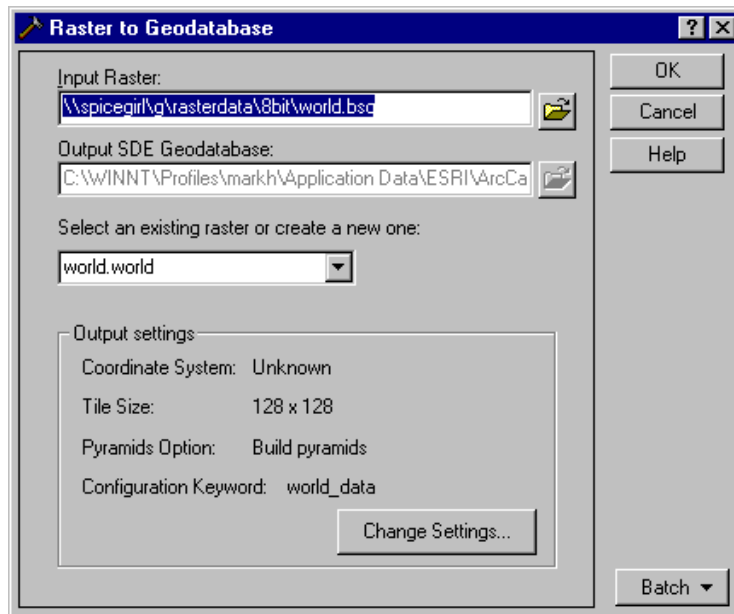 Raster to Geodatabase
Input Raster:
\\spicegirl\g\rasterdata\8bit\world.bsq
Output SDE Geodatabase:
C:\WINNT\Profiles\markh\Application Data\ESRI\ArcCa
Select an existing raster or create a new one:
world.world
Output settings
Coordinate System: Unknown
Tile Size: 128 x 128
Pyramids Option: Build pyramids
Configuration Keyword: world_data
Change Settings...
OK
Cancel
Help
Batch